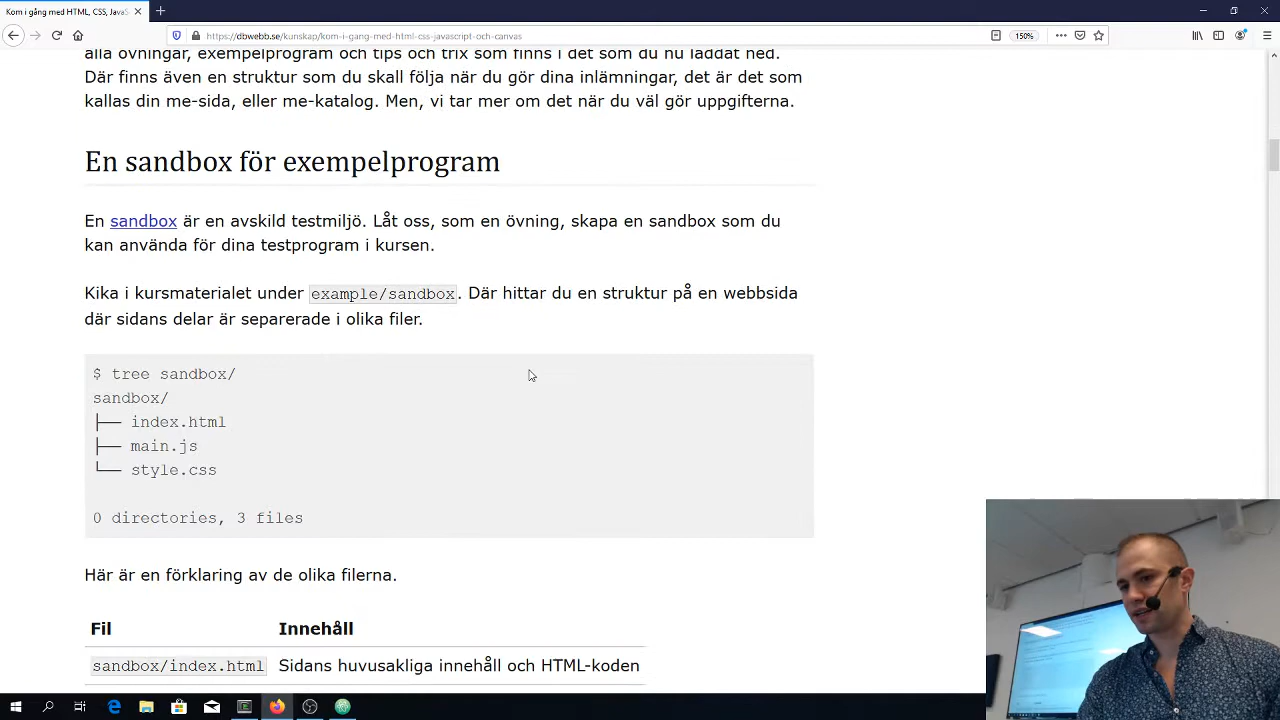 Kom i gång med HTML, CSS, JavaS
https://dbwebb.se/kunskap/kom-i-gang-med-html-css-javascript-och-canvas
150%
alla övningar, exempelprogram och tips och trix som finns i det som du nu laddat ned.
Där finns även en struktur som du skall följa när du gör dina inlämningar, det är det som
kallas din me-sida, eller me-katalog. Men, vi tar mer om det när du väl gör uppgifterna.
En sandbox för exempelprogram
En sandbox är en avskild testmiljö. Låt oss, som en övning, skapa en sandbox som du
kan använda för dina testprogram i kursen.
Kika i kursmaterialet under example/sandbox. Där hittar du en struktur på en webbsida
där sidans delar är separerade i olika filer.
$ tree sandbox/
sandbox/
├── index.html
├── main.js
└── style.css
0 directories, 3 files
Här är en förklaring av de olika filerna.
Fil Innehåll
sandbox/index.html Sidans huvusakliga innehåll och HTML-koden